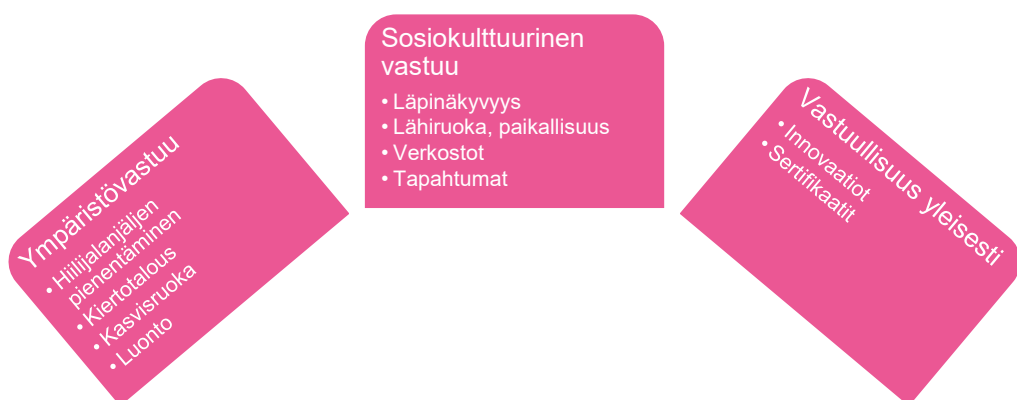 Ympäristövastuu
• Hiilijalanjäljen
pienentäminen
• Kiertotalous
• Kasvisruoka
• Luonto
Sosiokulttuurinen
vastuu
• Läpinäkyvyys
• Lähiruoka, paikallisuus
• Verkostot
• Tapahtumat
Vastuullisuus yleisesti
• Innovaatiot
• Sertifikaatit